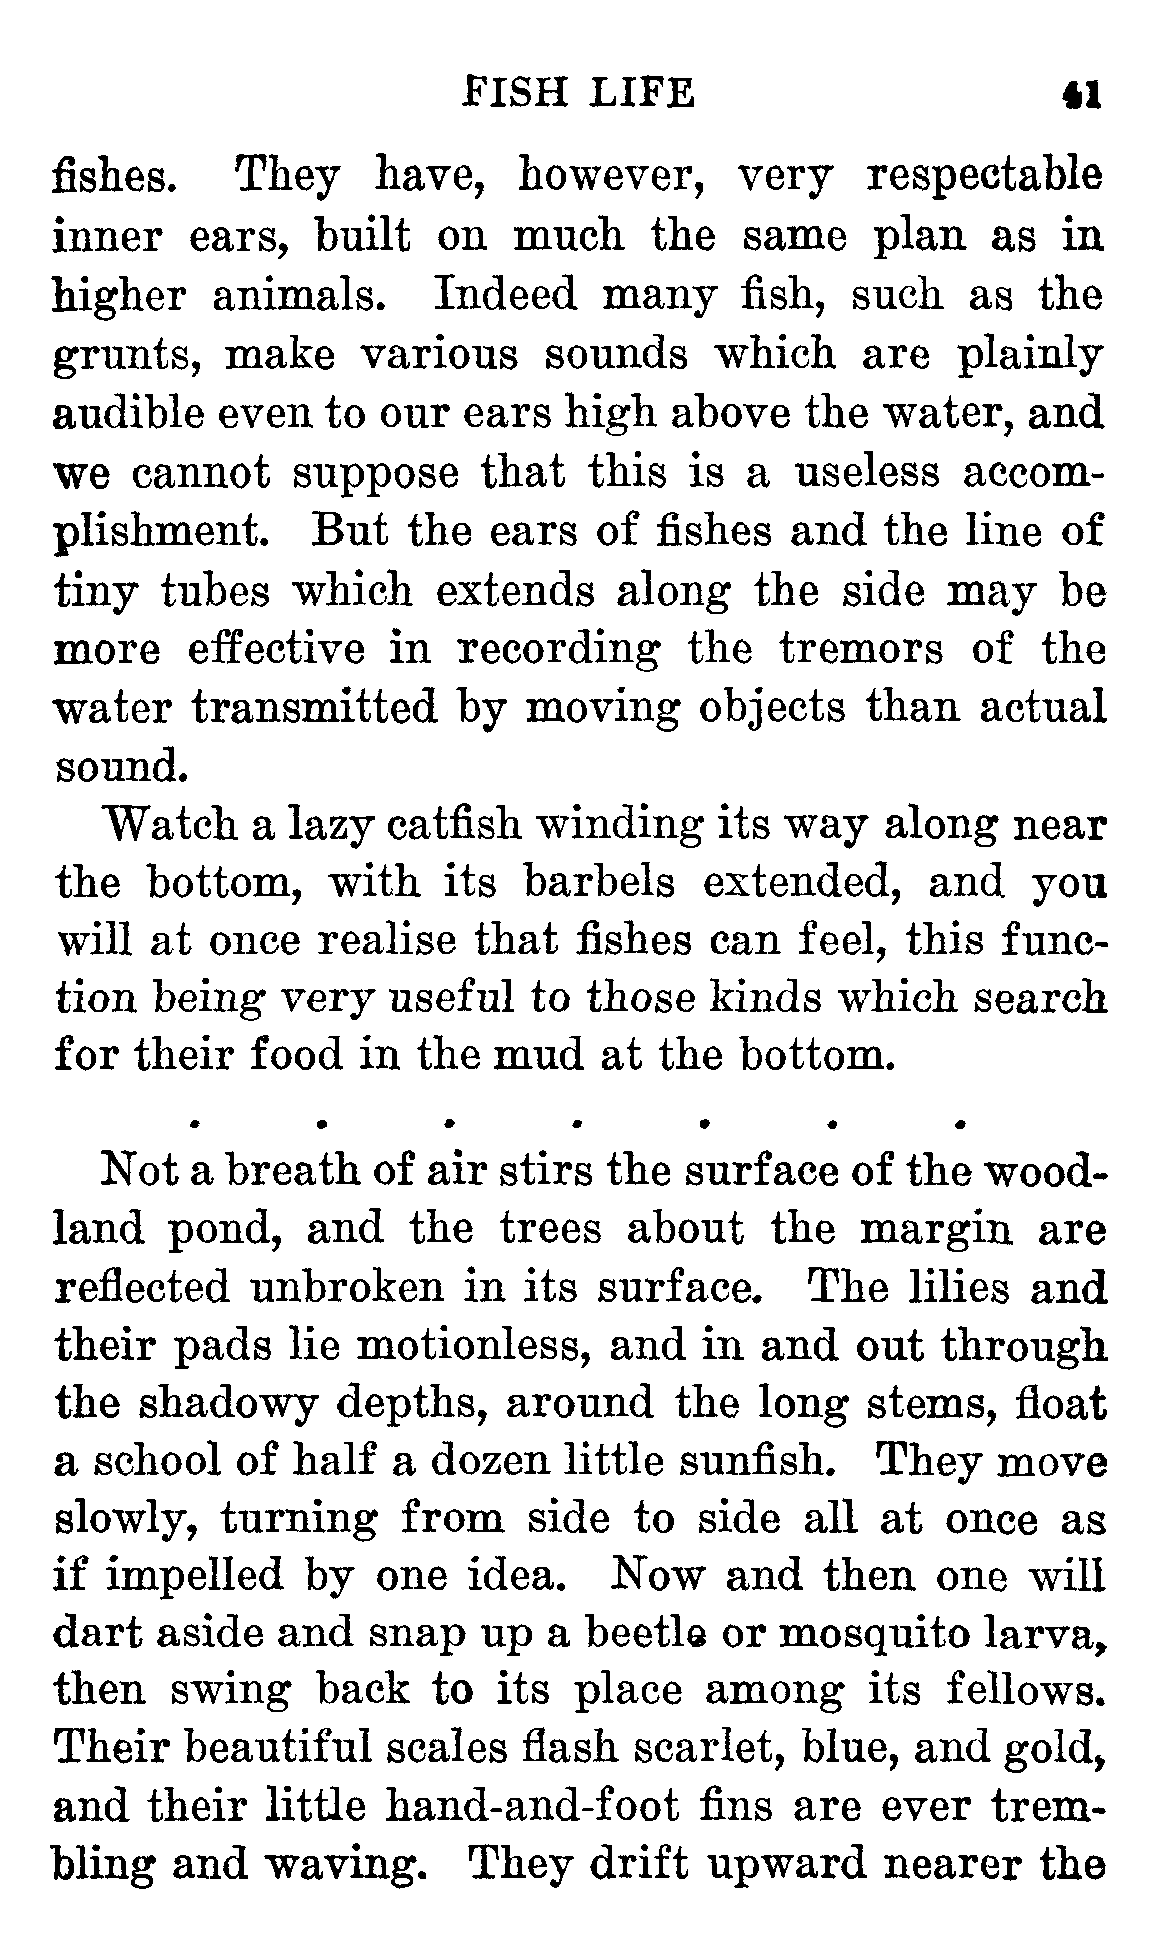 FISH LIFE 41
fishes. They have, however, very respectable
inner ears, built on much the same plan as in
higher animals. Indeed many fish, such as the
grunts, make various sounds which are plainly
audible even to our ears high above the water, and
we cannot suppose that this is a useless accom-
plishment. But the ears of fishes and the line of
tiny tubes which extends along the side may be
more effective in recording the tremors of the
water transmitted by moving objects than actual
sound.
Watch a lazy catfish winding its way along near
the bottom, with its barbels extended, and you
will at once realise that fishes can feel, this func-
tion being very useful to those kinds which search
for their food in the mud at the bottom.
. . . . . . .
Not a breath of air stirs the surface of the wood-
land pond, and the trees about the margin are
reflected unbroken in its surface. The lilies and
their pads lie motionless, and in and out through
the shadowy depths, around the long stems, float
a school of half a dozen little sunfish. They move
slowly, turning from side to side all at once as
if impelled by one idea. Now and then one will
dart aside and snap up a beetle or mosquito larva,
then swing back to its place among its fellows.
Their beautiful scales flash scarlet, blue, and gold,
and their little hand-and-foot fins are ever trem-
bling and waving. They drift upward nearer the